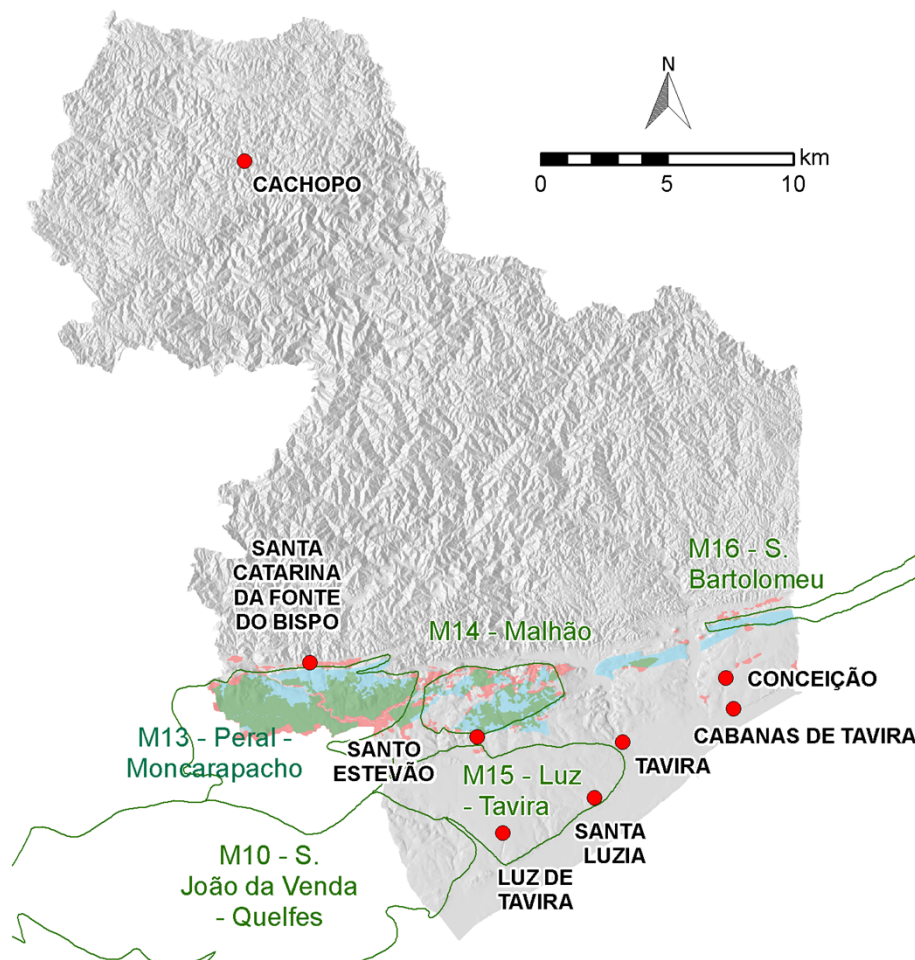 N
km
0 5 10
CACHOPO
SANTA
CATARINA
DA FONTE
DO BISPO
M16 - S.
Bartolomeu
M14 - Malhão
CONCEIÇÃO
CABANAS DE TAVIRA
M13 - Peral -
Moncarapacho
SANTO
ESTEVÃO
TAVIRA
M15 - Luz
- Tavira
SANTA
LUZIA
M10 - S.
João da Venda
- Quelfes
LUZ DE
TAVIRA